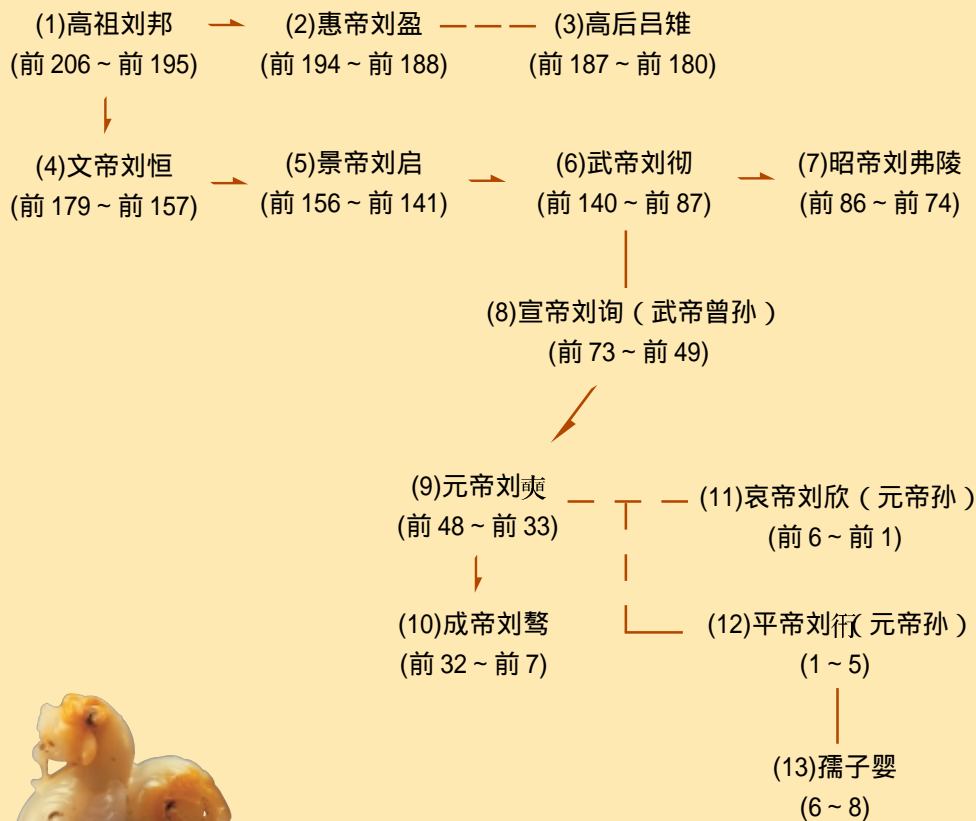 (1)高祖刘邦
(前 206 ~ 前 195)
(2)惠帝刘盈
(前 194 ~ 前 188)
(3)高后吕雉
(前 187 ~ 前 180)
(4)文帝刘恒
(前 179 ~ 前 157)
(5)景帝刘启
(前 156 ~ 前 141)
(6)武帝刘彻
(前 140 ~ 前 87)
(7)昭帝刘弗陵
(前 86 ~ 前 74)
(8)宣帝刘询（武帝曾孙）
(前 73 ~ 前 49)
(9)元帝刘奭
(前 48 ~ 前 33)
(11)哀帝刘欣（元帝孙）
(前 6 ~ 前 1)
(10)成帝刘骜
(前 32 ~ 前 7)
(12)平帝刘衎（元帝孙）
(1 ~ 5)
(13)孺子婴
(6 ~ 8)